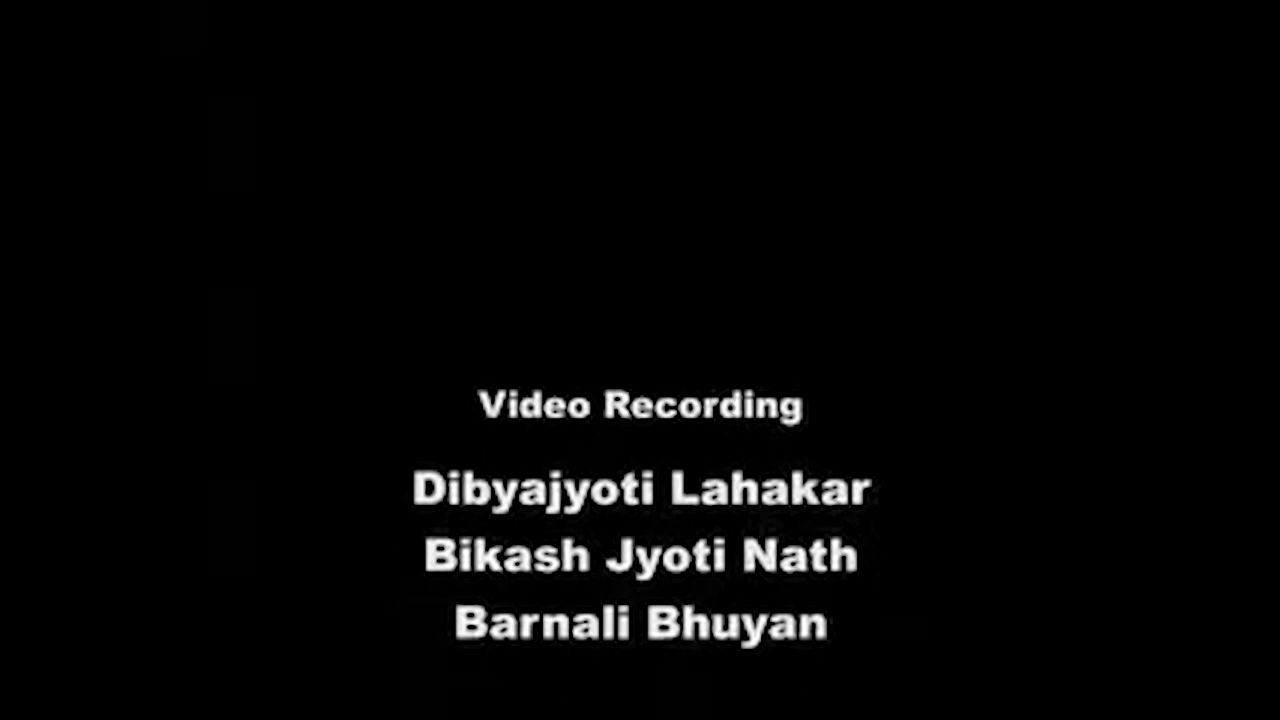 Video Recording
Dibyajyoti Lahakar
Bikash Jyoti Nath
Barnali Bhuyan